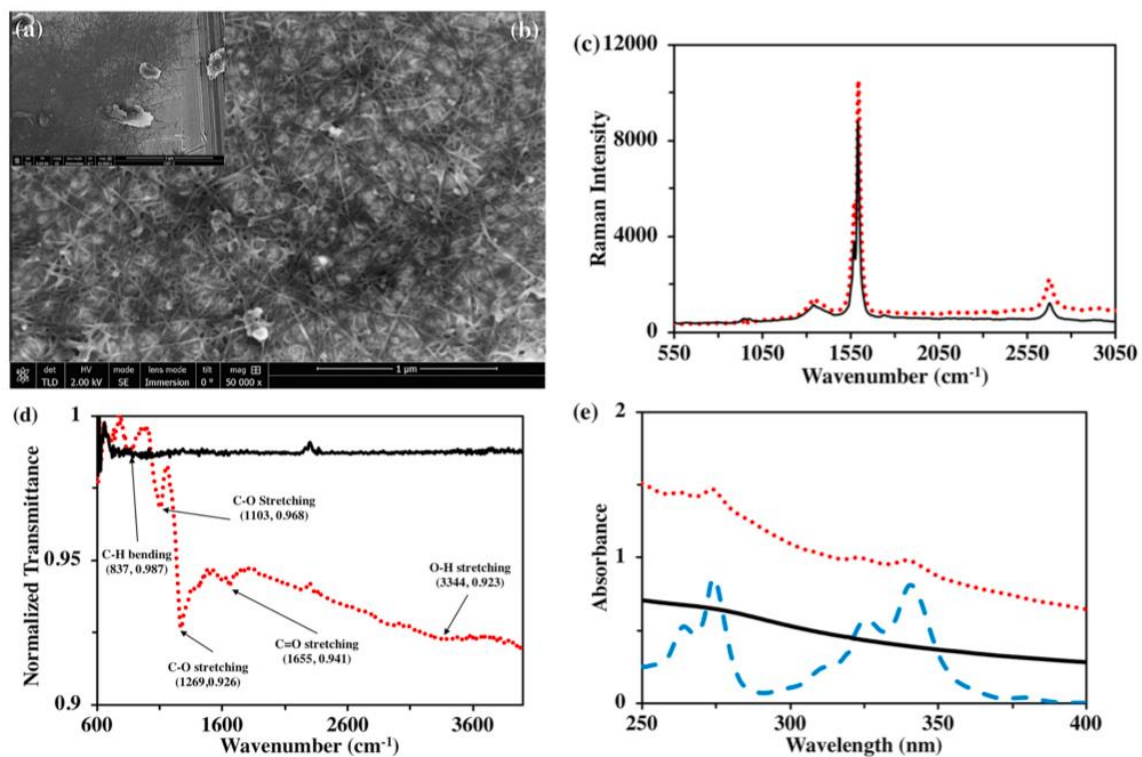 (a)
(b)
det HV mode lens mode tilt mag
TLD 2.00 kV SE Immersion 0 ° 50 000 x
1 µm
(c)
12000
8000
4000
0
Raman Intensity
550 1050 1550 2050 2550 3050
Wavenumber (cm-1)
(d)
1
0.95
0.9
Normalized Transmittance
C-O Stretching
(1103, 0.968)
C-H bending
(837, 0.987)
O-H stretching
(3344, 0.923)
C=O stretching
(1655, 0.941)
C-O stretching
(1269,0.926)
600 1600 2600 3600
Wavenumber (cm-1)
(e)
2
1
0
Absorbance
250 300 350 400
Wavelength (nm)